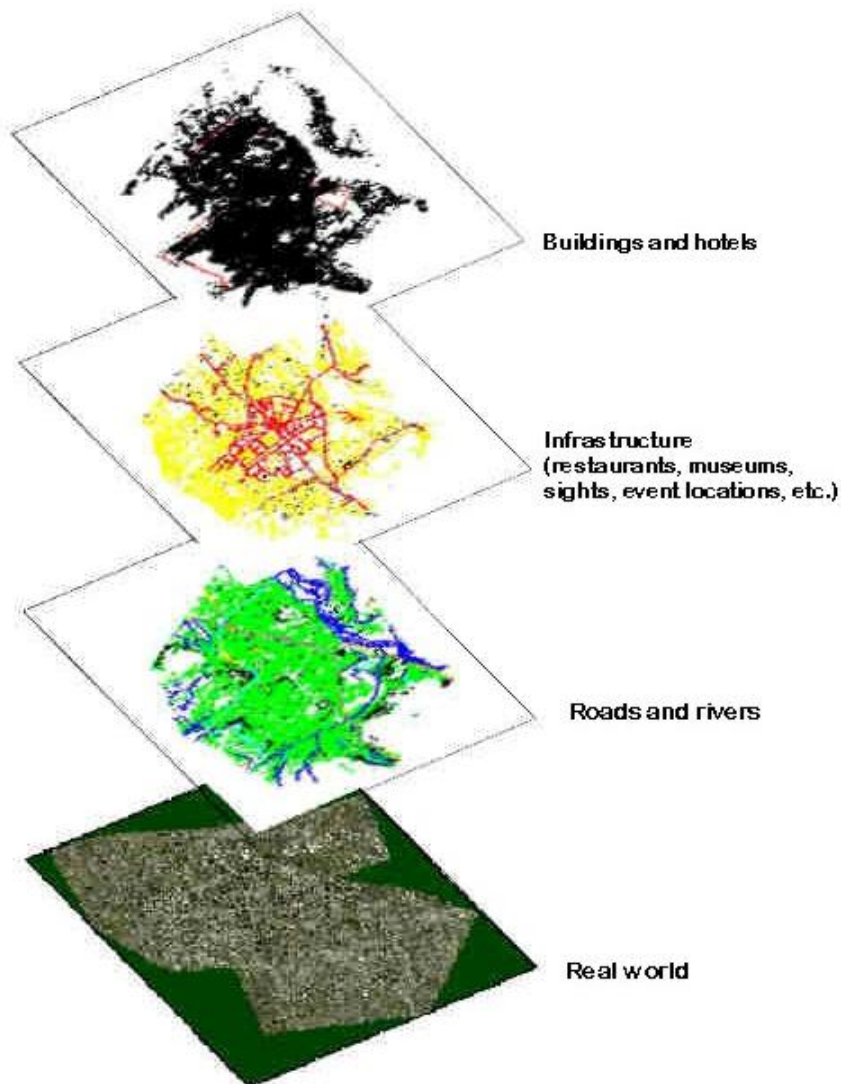 Buildings and hotels
Infrastructure
(restaurants, museums,
sights, event locations, etc.)
Roads and rivers
Real world